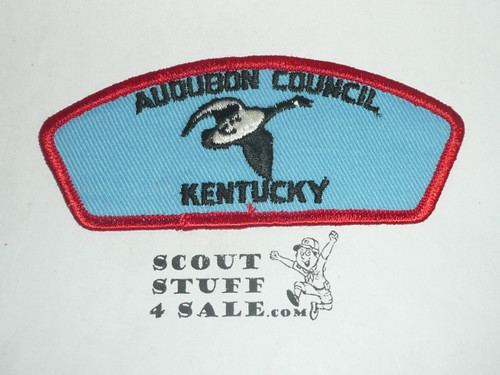 AUDUBON COUNCIL
KENTUCKY
SCOUT
STUFF
4 SALE.COM